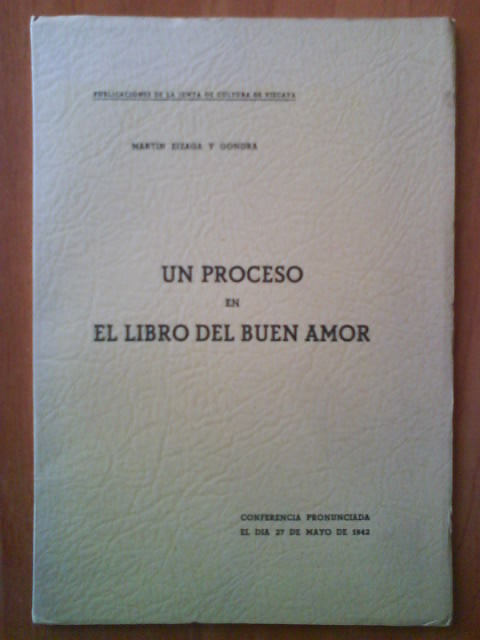 PUBLICACIONES DE LA JUNTA DE CULTURA DE VIZCAYA
MARTIN EIZAGA Y GONDRA
UN PROCESO
EN
EL LIBRO DEL BUEN AMOR
CONFERENCIA PRONUNCIADA
EL DIA 27 DE MAYO DE 1942